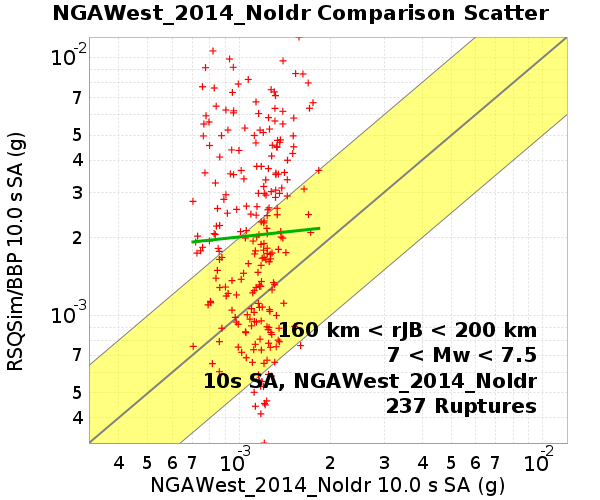 NGAWest_2014_NoIdr Comparison Scatter
RSQSim/BBP 10.0 s SA (g)
10-2
7
5
4
3
2
10-3
7
5
4
160 km < rJB < 200 km
7 < Mw < 7.5
10s SA, NGAWest_2014_NoIdr
237 Ruptures
4 5 6 7 10-3 2 3 4 5 6 7 10-2
NGAWest_2014_NoIdr 10.0 s SA (g)